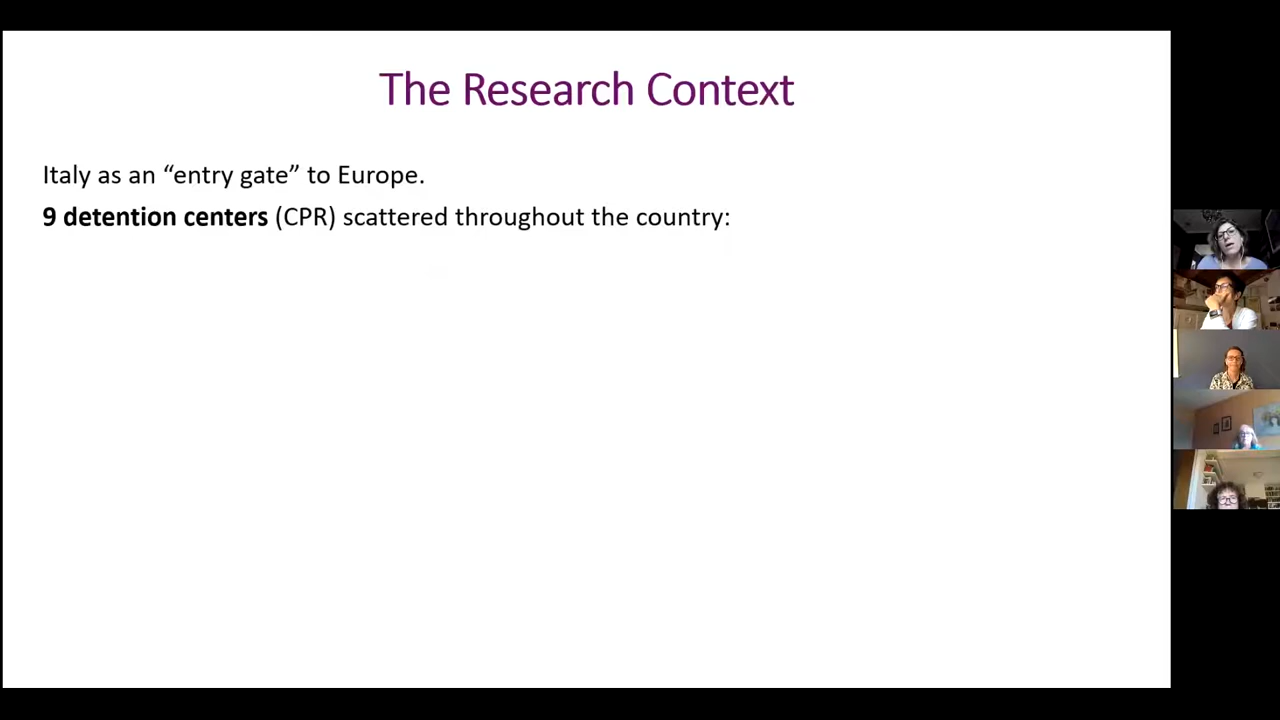 The Research Context
Italy as an “entry gate” to Europe.
9 detention centers (CPR) scattered throughout the country: